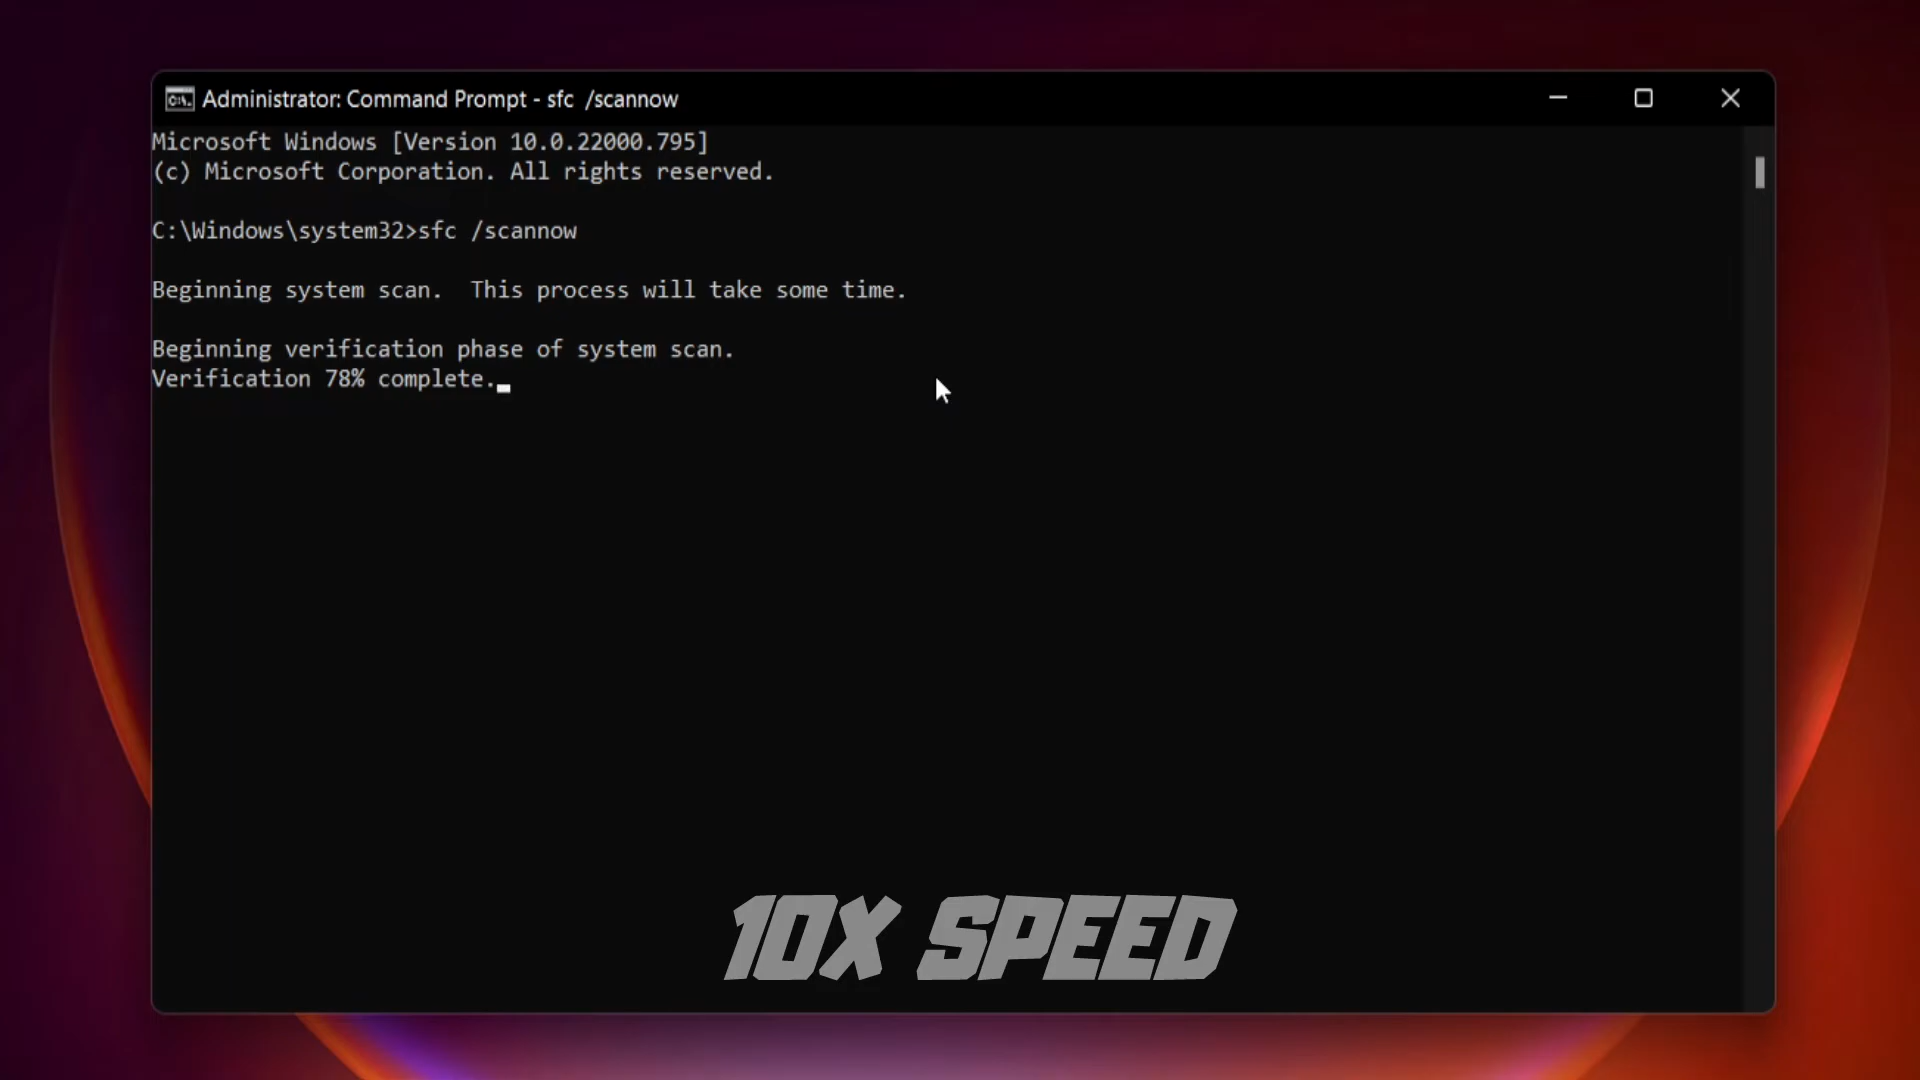 Administrator: Command Prompt - sfc  /scannow
Microsoft Windows [Version 10.0.22000.795]
(c) Microsoft Corporation. All rights reserved.
C:\Windows\system32>sfc /scannow
Beginning system scan.  This process will take some time.
Beginning verification phase of system scan.
Verification 78% complete.
10X SPEED